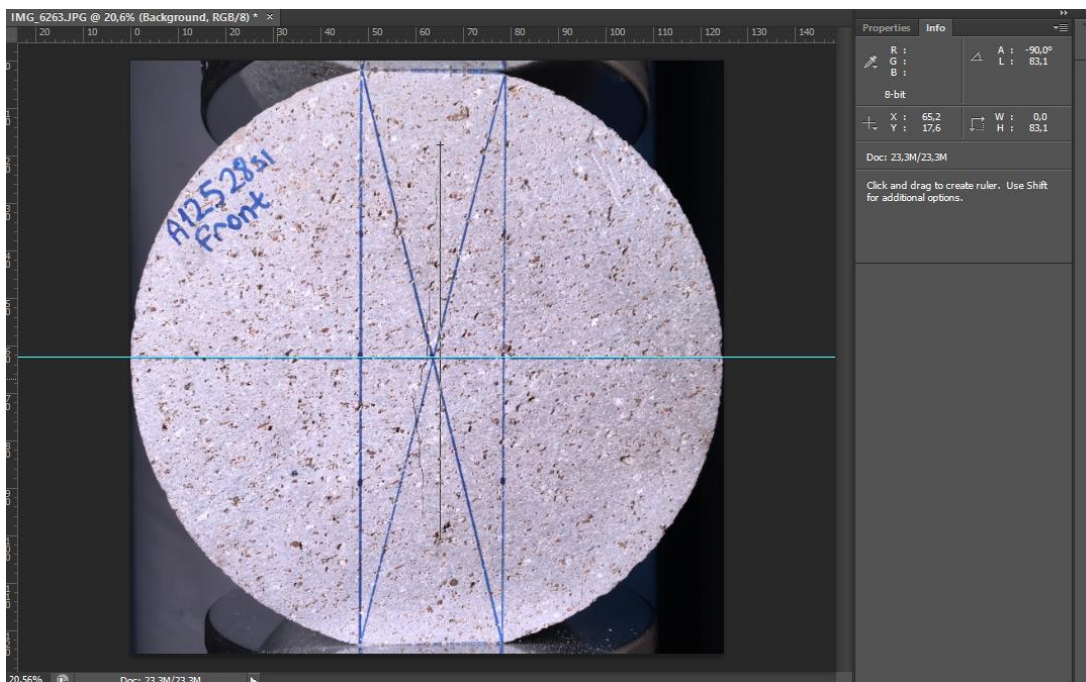 IMG_6263.JPG @ 20,6% (Background, RGB/8) * ×
20 10 0 10 20 30 40 50 60 70 80 90 100 110 120 130 140
Properties Info
R :
G :
B :
A : -90,0°
L : 83,1
8-bit
X : 65,2
Y : 17,6
W : 0,0
H : 83,1
Doc: 23,3M/23,3M
Click and drag to create ruler. Use Shift
for additional options.
A12528
Front
20,56% Doc: 23,3M/23,3M